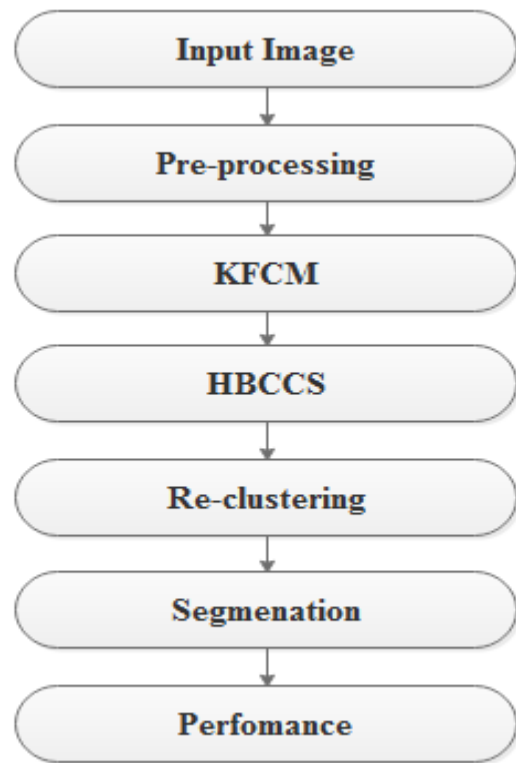 Input Image
Pre-processing
KFCM
HBCCS
Re-clustering
Segmenation
Perfomance